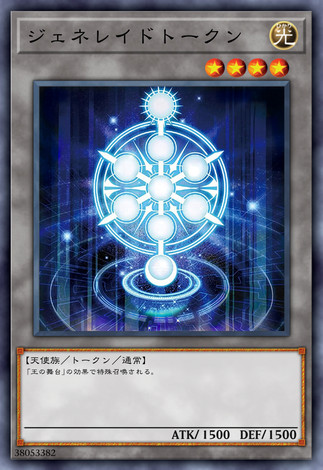 ジェネレイドトークン
光
【天使族／トークン／通常】
「王の舞台」の効果で特殊召喚される。
ATK/1500 DEF/1500
38053382